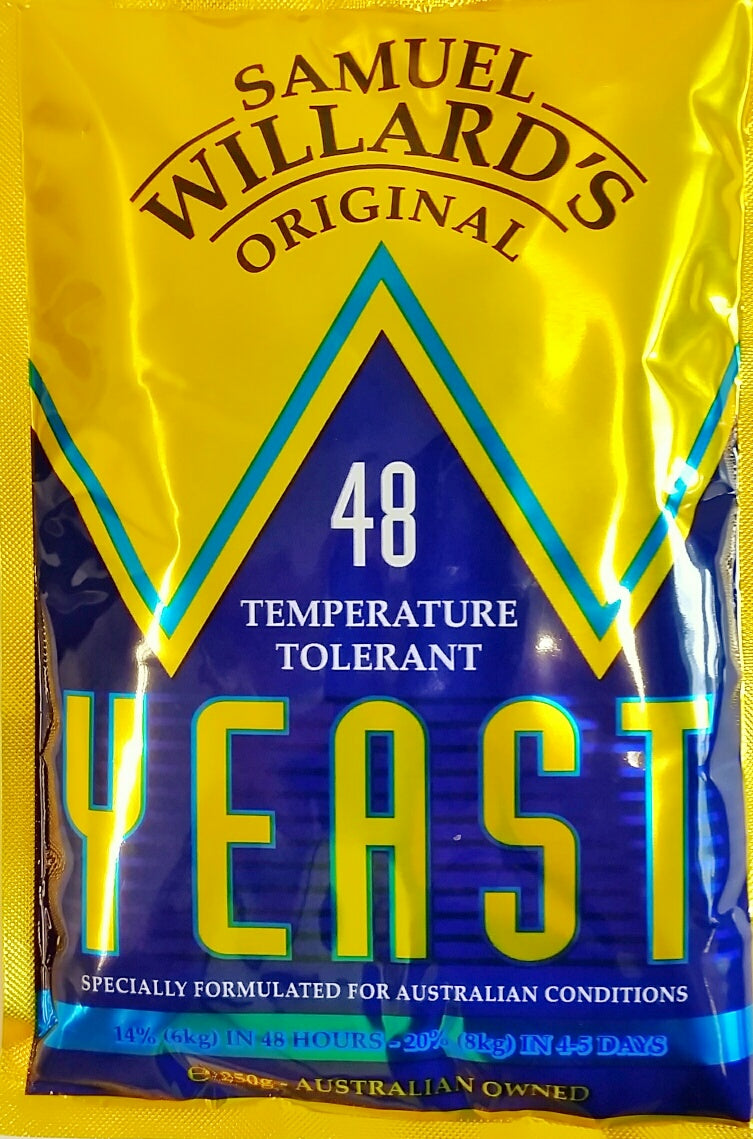 SAMUEL
WILLARD'S
ORIGINAL
48
TEMPERATURE
TOLERANT
YEAST
SPECIALLY FORMULATED FOR AUSTRALIAN CONDITIONS
14% (6kg) IN 48 HOURS - 20% (8kg) IN 4-5 DAYS
℮ 250g - AUSTRALIAN OWNED